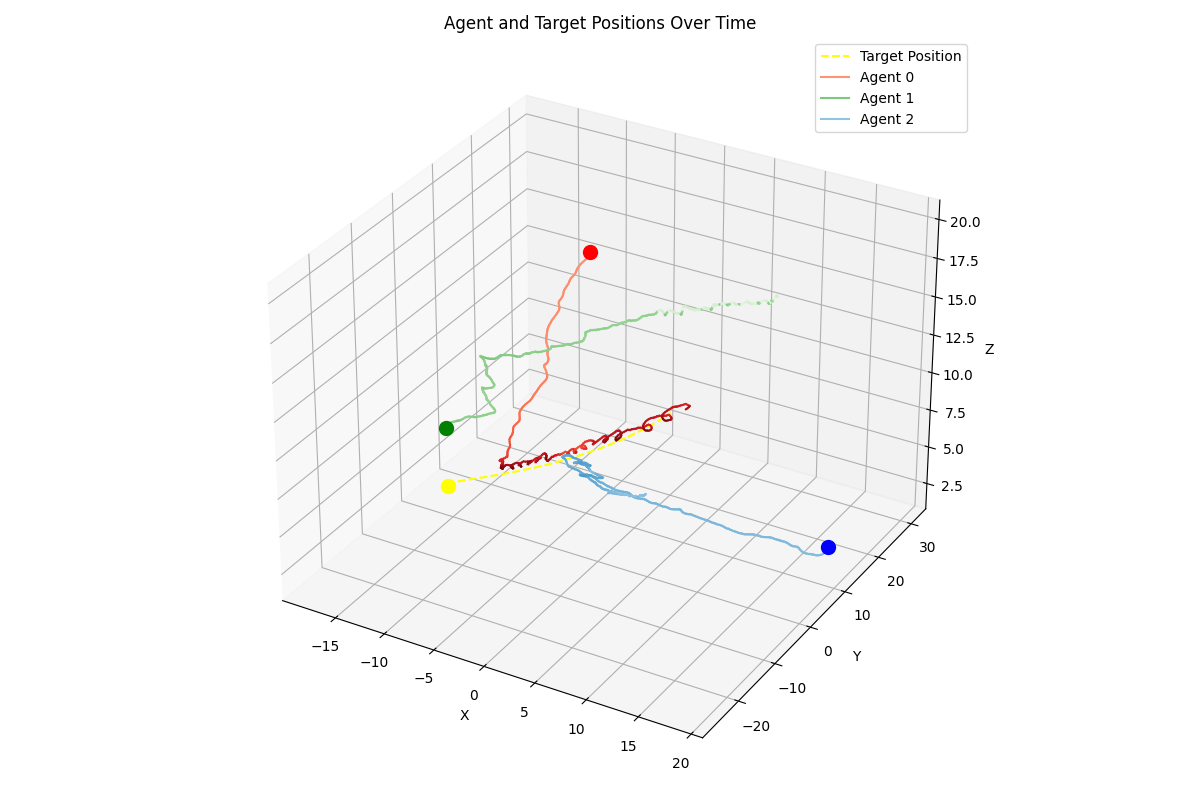 Agent and Target Positions Over Time
Target Position
Agent 0
Agent 1
Agent 2
20.0
17.5
15.0
12.5
10.0
7.5
5.0
2.5
Z
30
20
10
0
−10
−20
Y
−15
−10
−5
0
5
10
15
20
X